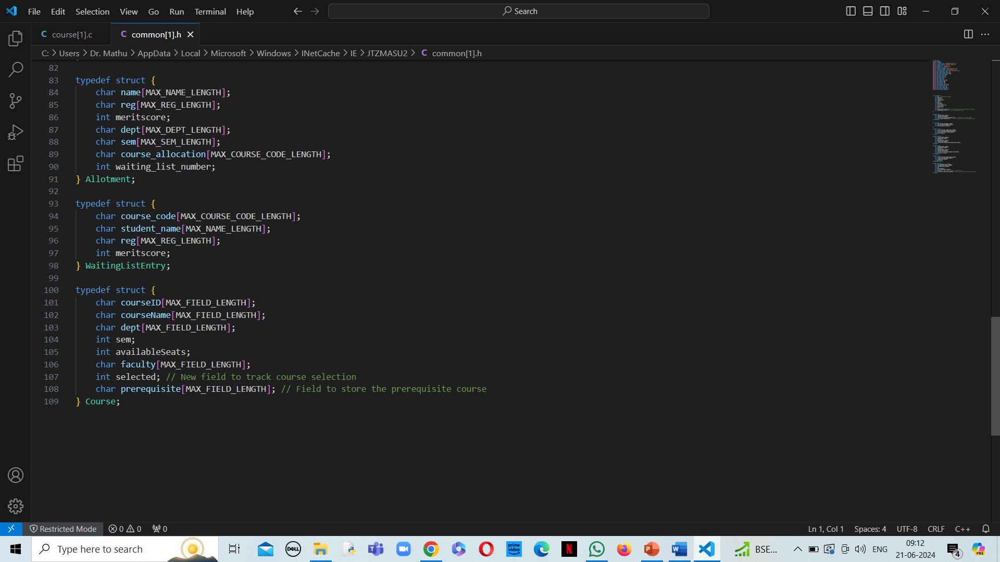 File Edit Selection View Go Run Terminal Help Search
course[1].c common[1].h
C: > Users > Dr. Mathu > AppData > Local > Microsoft > Windows > INetCache > IE > JTZMASU2 > C common[1].h
82
83 typedef struct {
84 char name[MAX_NAME_LENGTH];
85 char reg[MAX_REG_LENGTH];
86 int meritscore;
87 char dept[MAX_DEPT_LENGTH];
88 char sem[MAX_SEM_LENGTH];
89 char course_allocation[MAX_COURSE_CODE_LENGTH];
90 int waiting_list_number;
91 } Allotment;
92
93 typedef struct {
94 char course_code[MAX_COURSE_CODE_LENGTH];
95 char student_name[MAX_NAME_LENGTH];
96 char reg[MAX_REG_LENGTH];
97 int meritscore;
98 } WaitingListEntry;
99
100 typedef struct {
101 char courseID[MAX_FIELD_LENGTH];
102 char courseName[MAX_FIELD_LENGTH];
103 char dept[MAX_FIELD_LENGTH];
104 int sem;
105 int availableSeats;
106 char faculty[MAX_FIELD_LENGTH];
107 int selected; // New field to track course selection
108 char prerequisite[MAX_FIELD_LENGTH]; // Field to store the prerequisite course
109 } Course;
Restricted Mode 0 0 0 Ln 1, Col 1 Spaces: 4 UTF-8 CRLF C++
Type here to search DELL prime video N P W BSE... ENG 09:12
21-06-2024 4 PRE